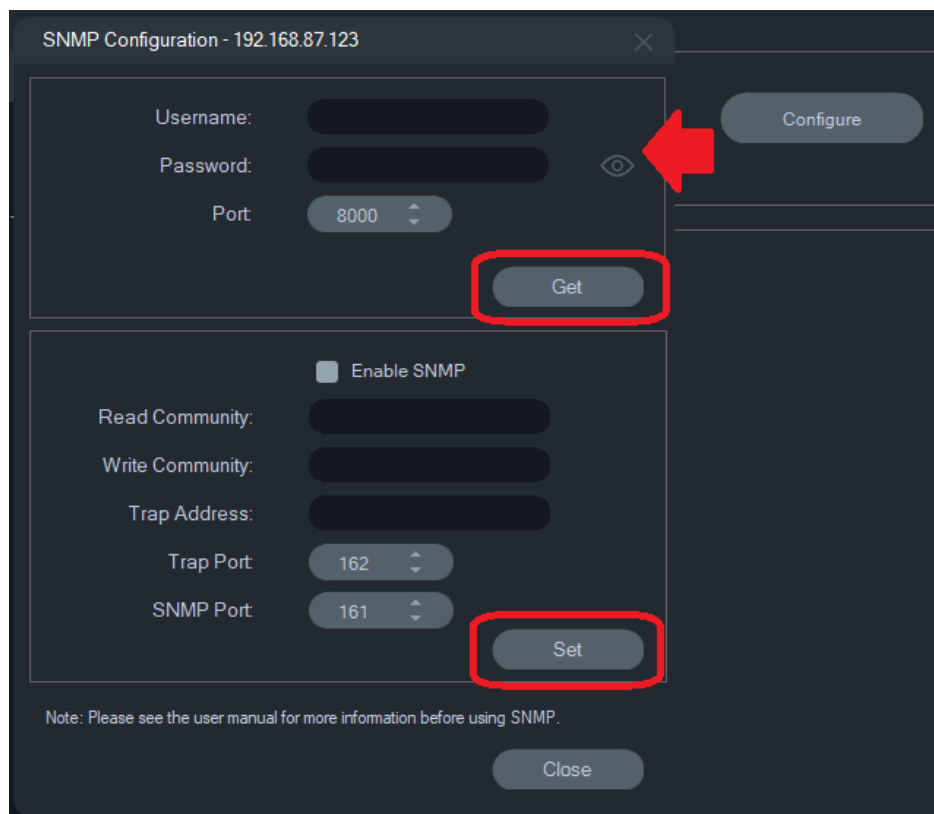 SNMP Configuration - 192.168.87.123
Username:
Configure
Password:
Port
8000
Get
Enable SNMP
Read Community:
Write Community:
Trap Address:
Trap Port
162
SNMP Port
161
Set
Note: Please see the user manual for more information before using SNMP.
Close